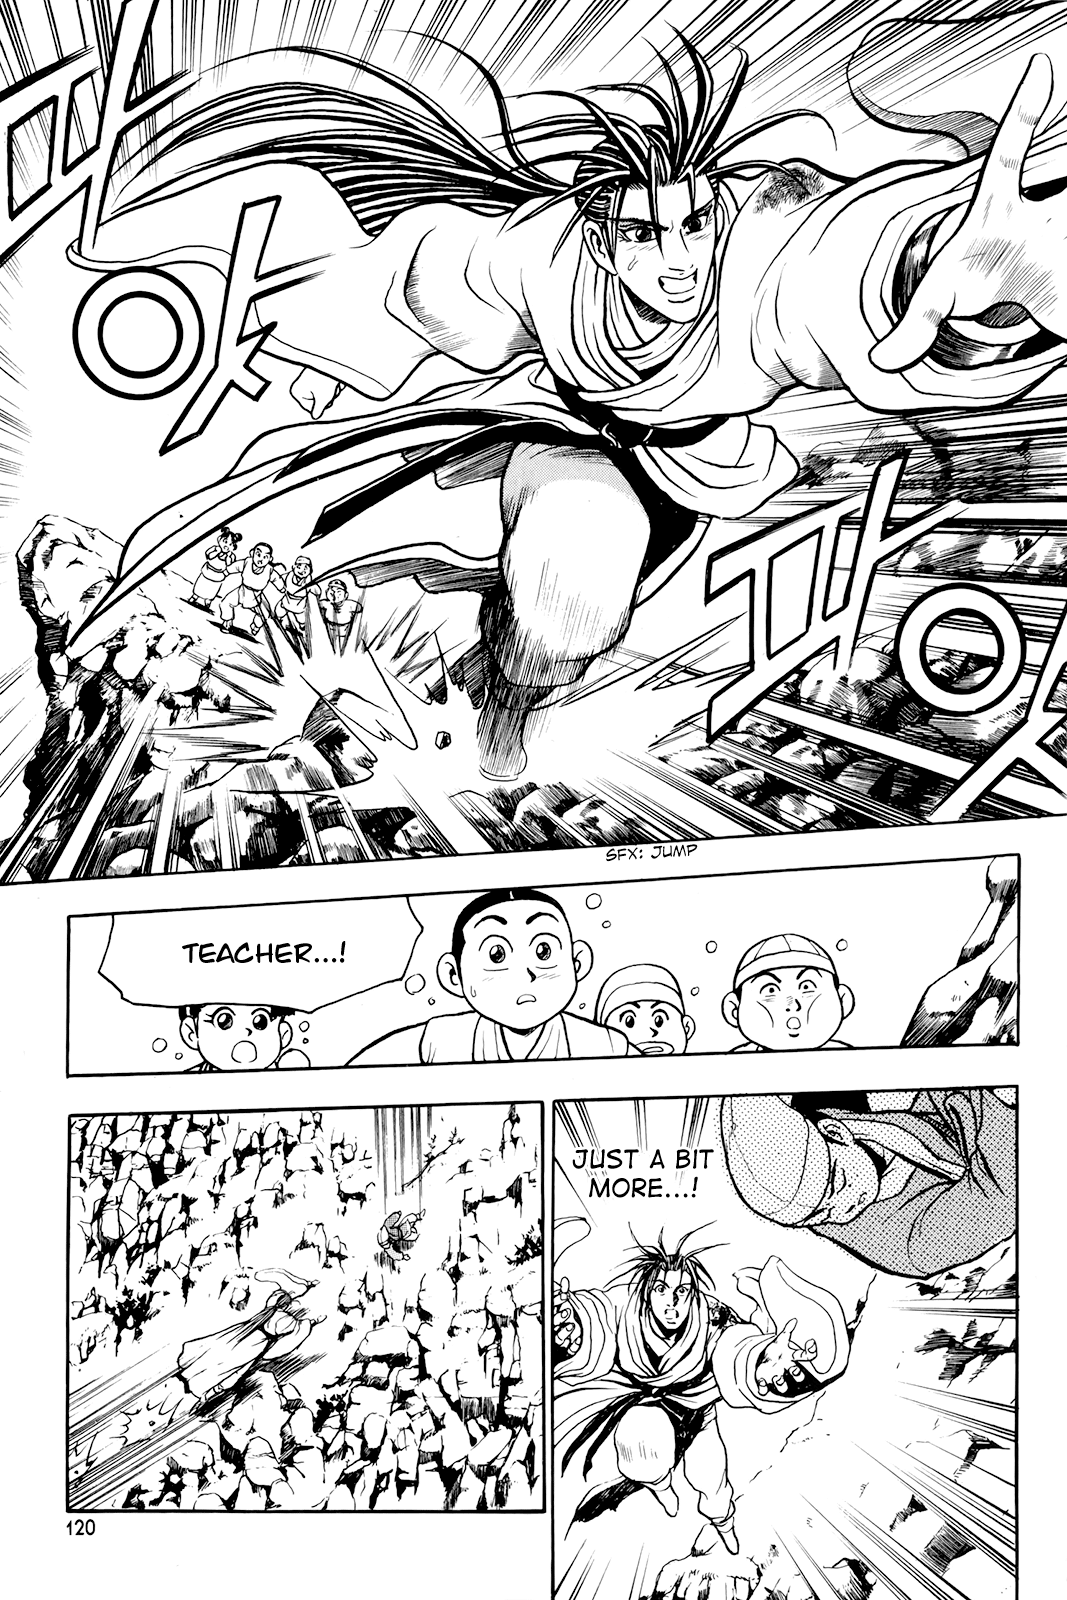 파
앗
파
앗
SFX: JUMP
TEACHER...!
JUST A BIT
MORE...!
120